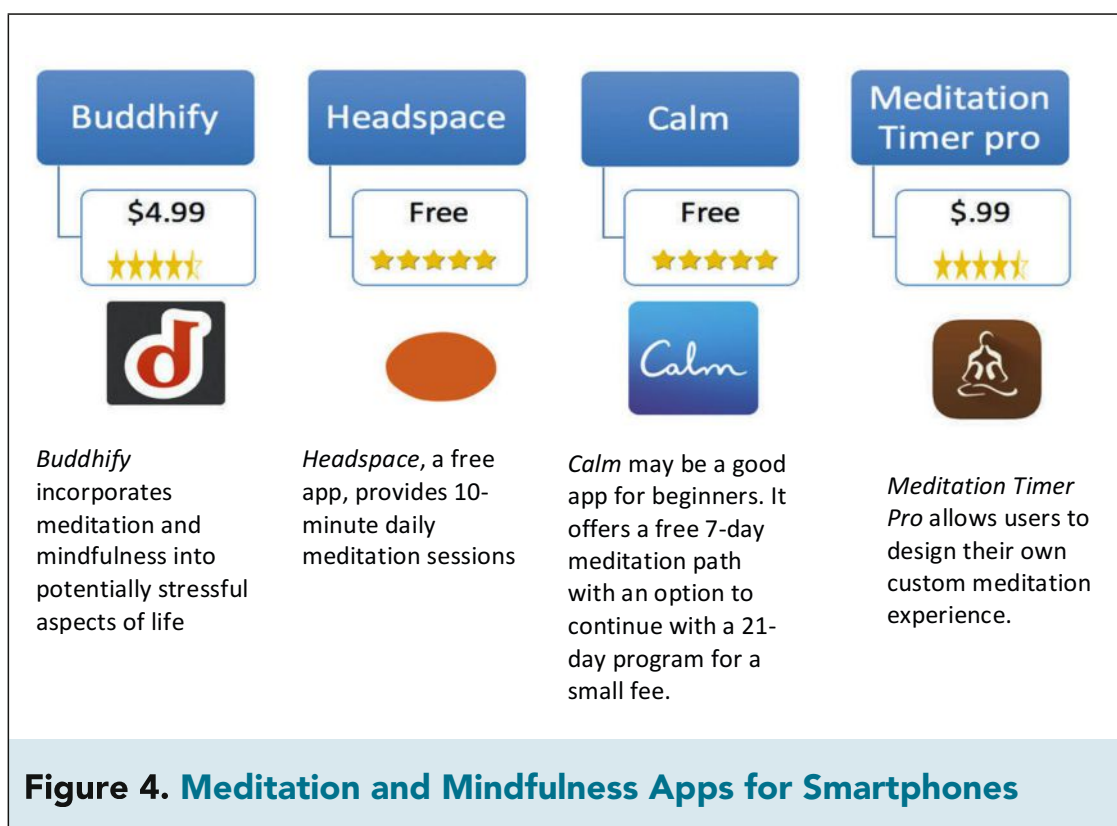 Buddhify
$4.99
Headspace
Free
Calm
Free
Meditation
Timer pro
$.99
d
Calm
Buddhify
incorporates
meditation and
mindfulness into
potentially stressful
aspects of life
Headspace, a free
app, provides 10-
minute daily
meditation sessions
Calm may be a good
app for beginners. It
offers a free 7-day
meditation path
with an option to
continue with a 21-
day program for a
small fee.
Meditation Timer
Pro allows users to
design their own
custom meditation
experience.
Figure 4. Meditation and Mindfulness Apps for Smartphones